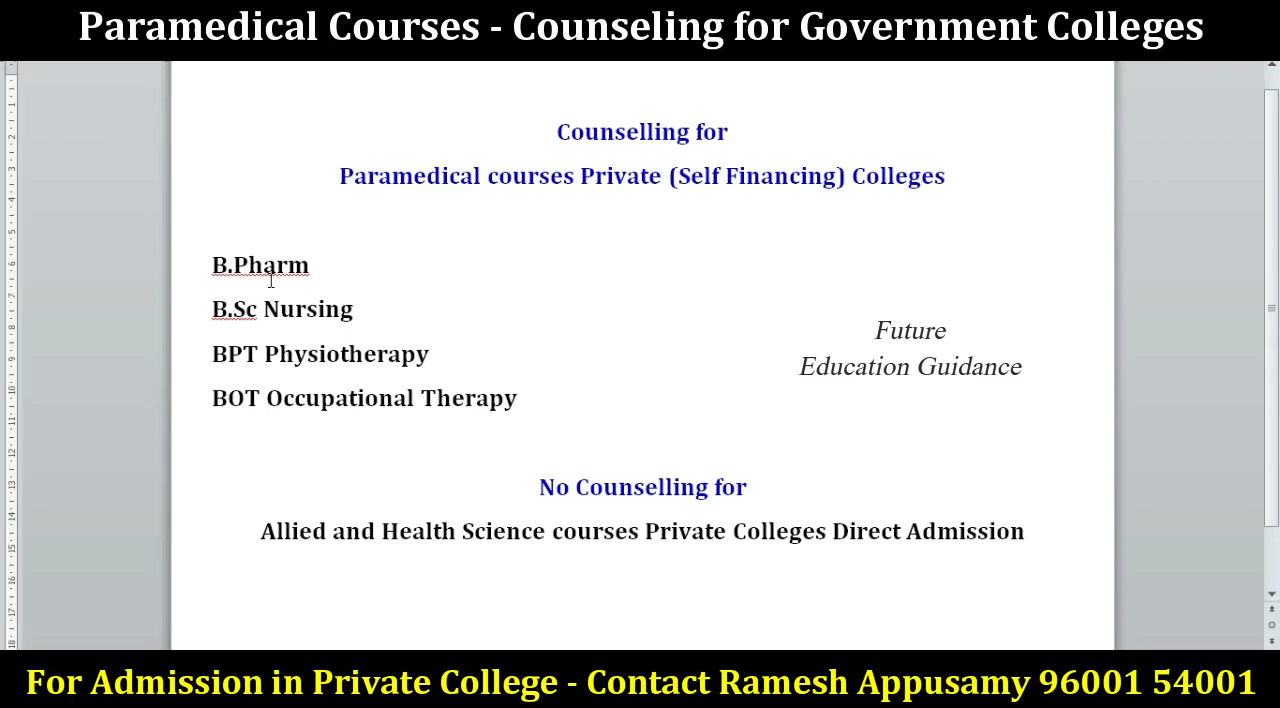 Paramedical Courses - Counseling for Government Colleges
Counselling for
Paramedical courses Private (Self Financing) Colleges
B.Pharm
B.Sc Nursing
BPT Physiotherapy
BOT Occupational Therapy
Future
Education Guidance
No Counselling for
Allied and Health Science courses Private Colleges Direct Admission
For Admission in Private College - Contact Ramesh Appusamy 96001 54001